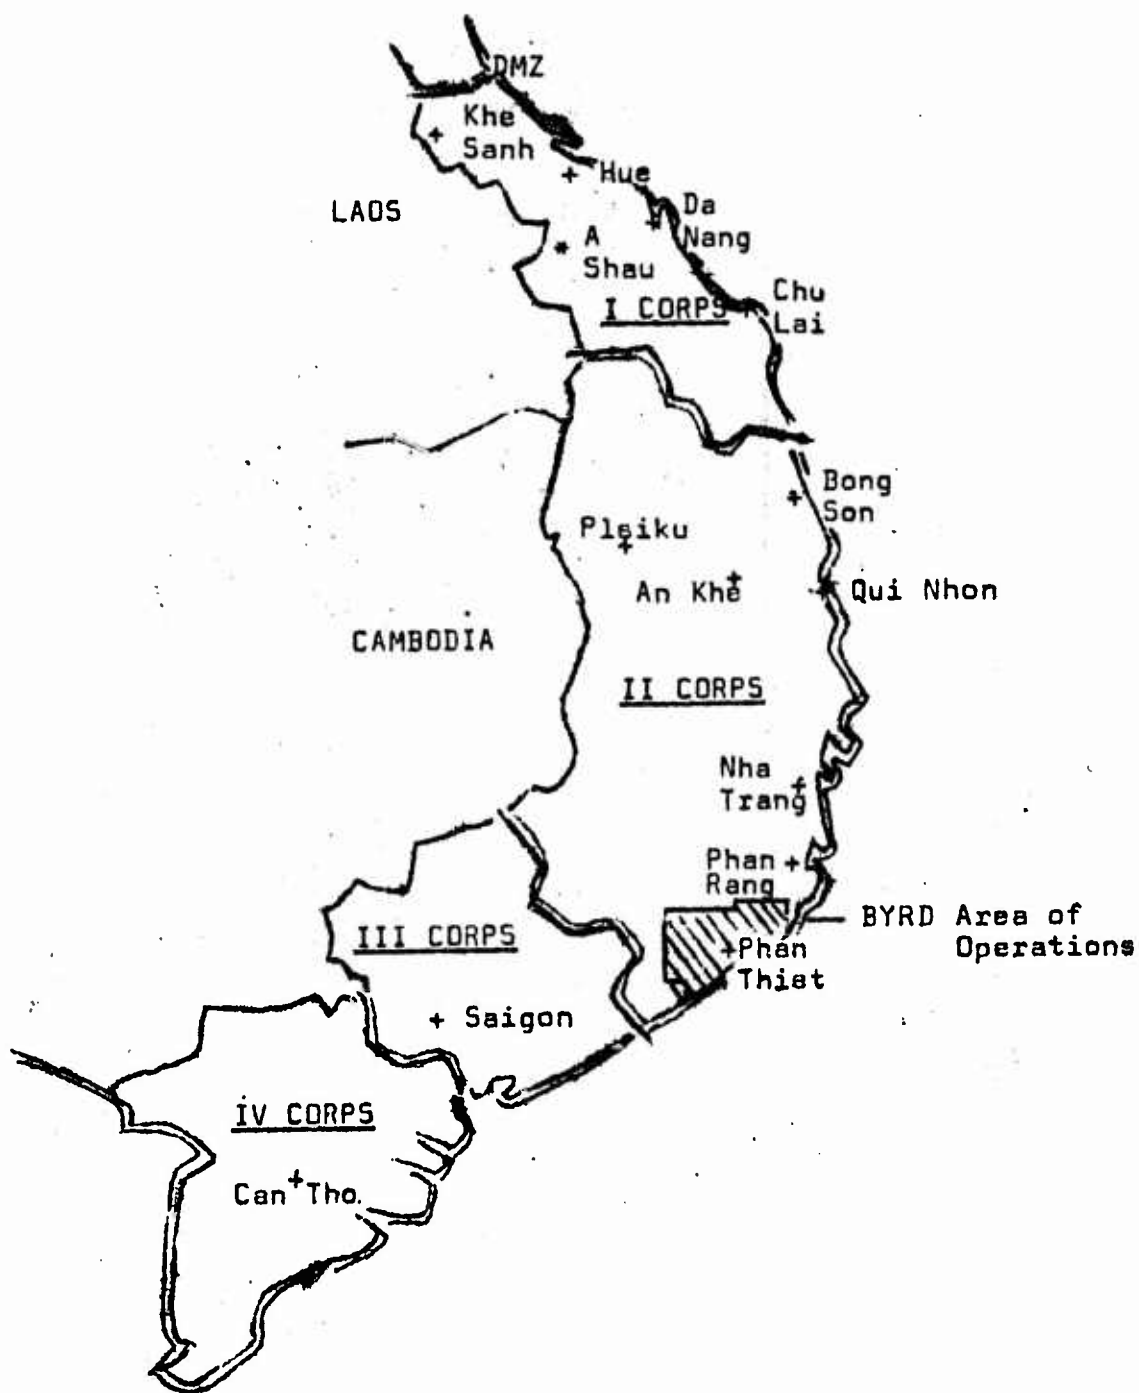 DMZ
Khe
Sanh
Hue
LAOS
Da
Nang
A
Shau
I CORPS
Chu
Lai
Bong
Son
Pleiku
An Khe
Qui Nhon
CAMBODIA
II CORPS
Nha
Trang
Phan
Rang
BYRD Area of
Operations
III CORPS
Phan
Thiet
Saigon
IV CORPS
Can Tho.